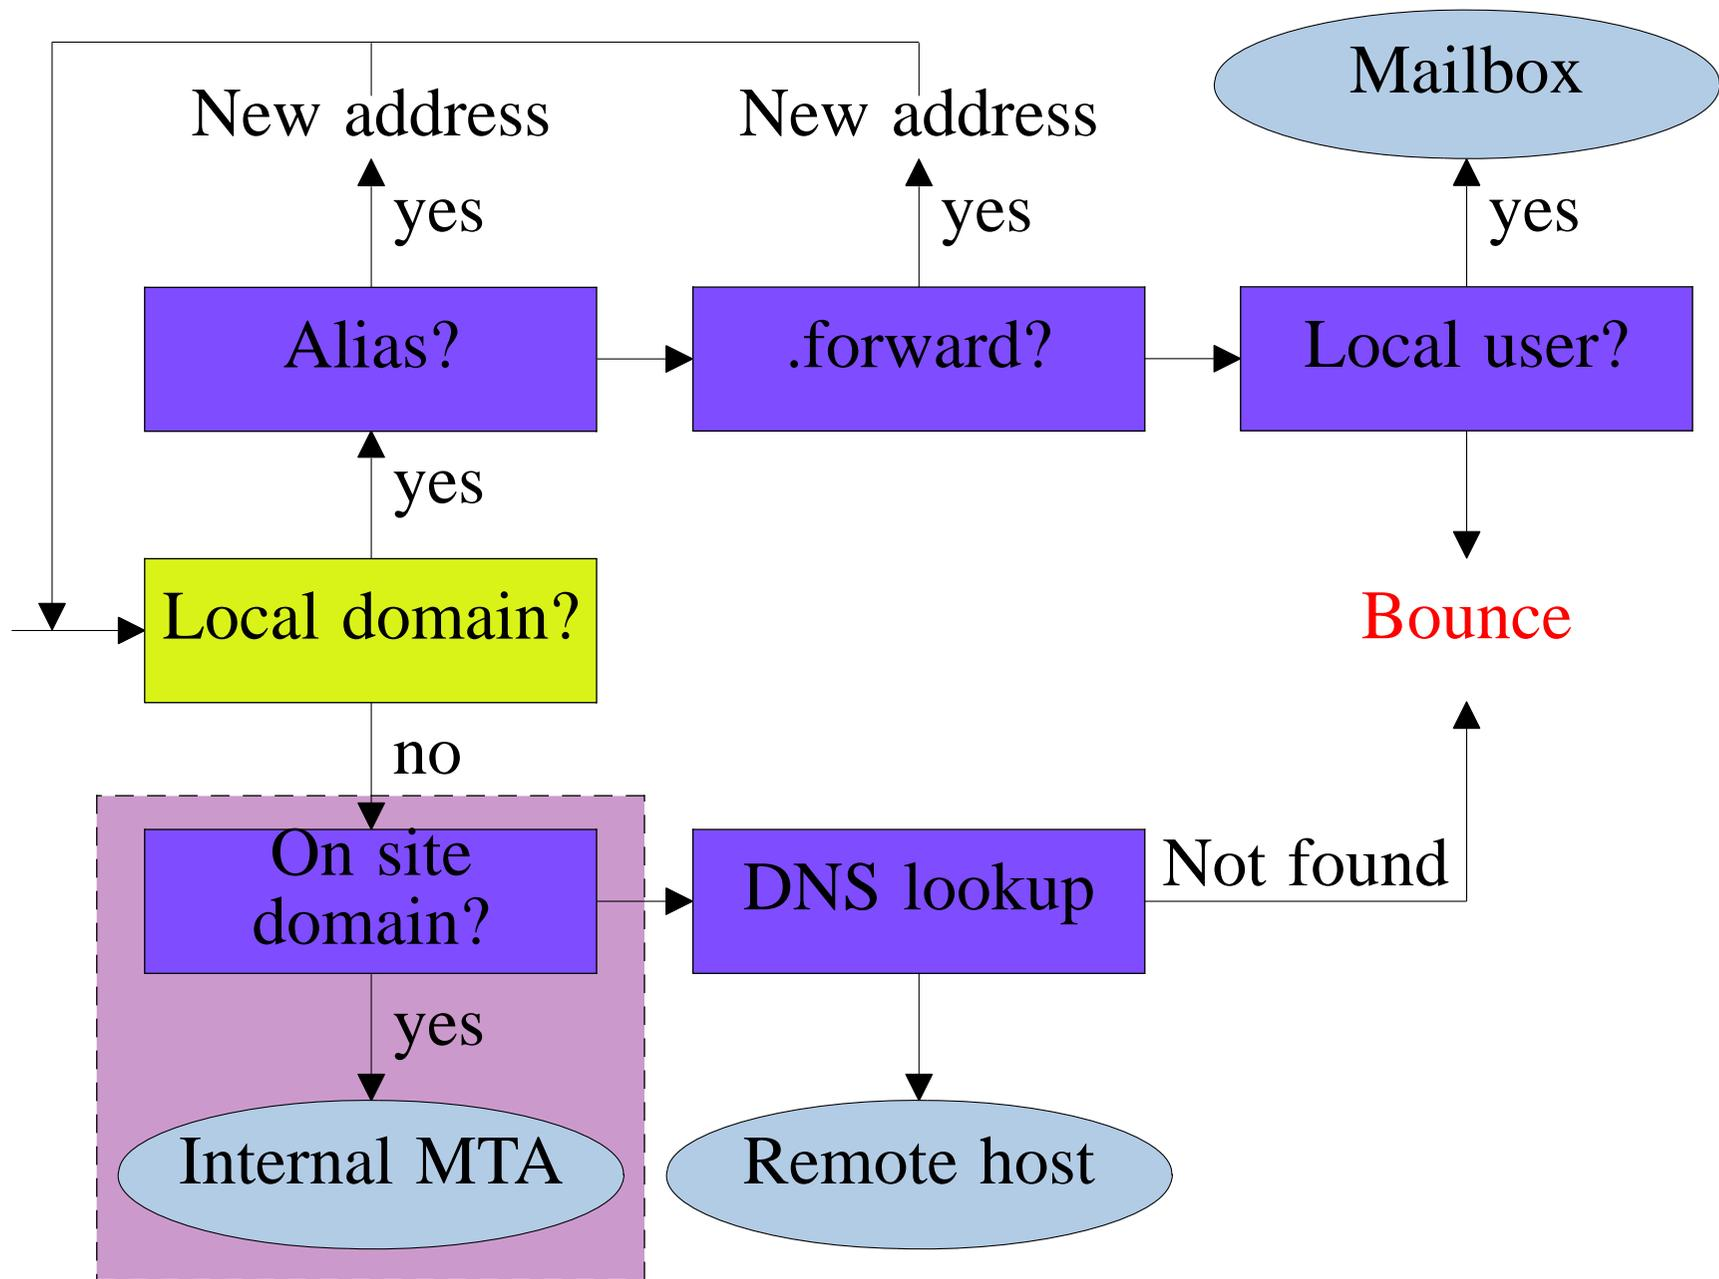 Mailbox
New address
New address
yes
yes
yes
Alias?
.forward?
Local user?
yes
Local domain?
Bounce
no
On site
domain?
DNS lookup
Not found
yes
Internal MTA
Remote host